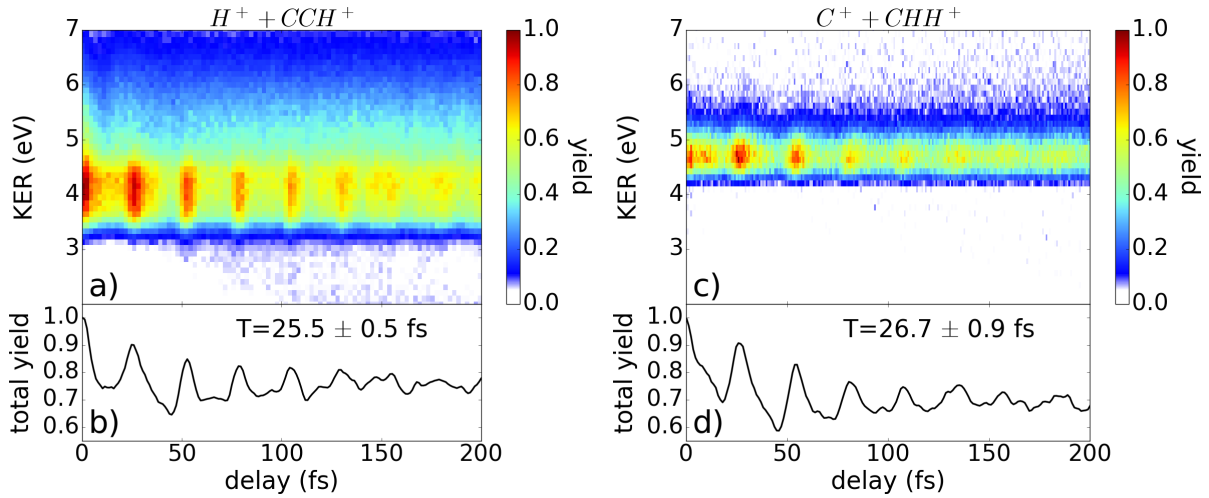 H⁺ + CCH⁺
7
6
5
4
3
KER (eV)
a)
1.0
0.8
0.6
0.4
0.2
0.0
yield
1.0
0.9
0.8
0.7
0.6
total yield
T=25.5 ± 0.5 fs
b)
0 50 100 150 200
delay (fs)
C⁺ + CHH⁺
7
6
5
4
3
KER (eV)
c)
1.0
0.8
0.6
0.4
0.2
0.0
yield
1.0
0.9
0.8
0.7
0.6
total yield
T=26.7 ± 0.9 fs
d)
0 50 100 150 200
delay (fs)